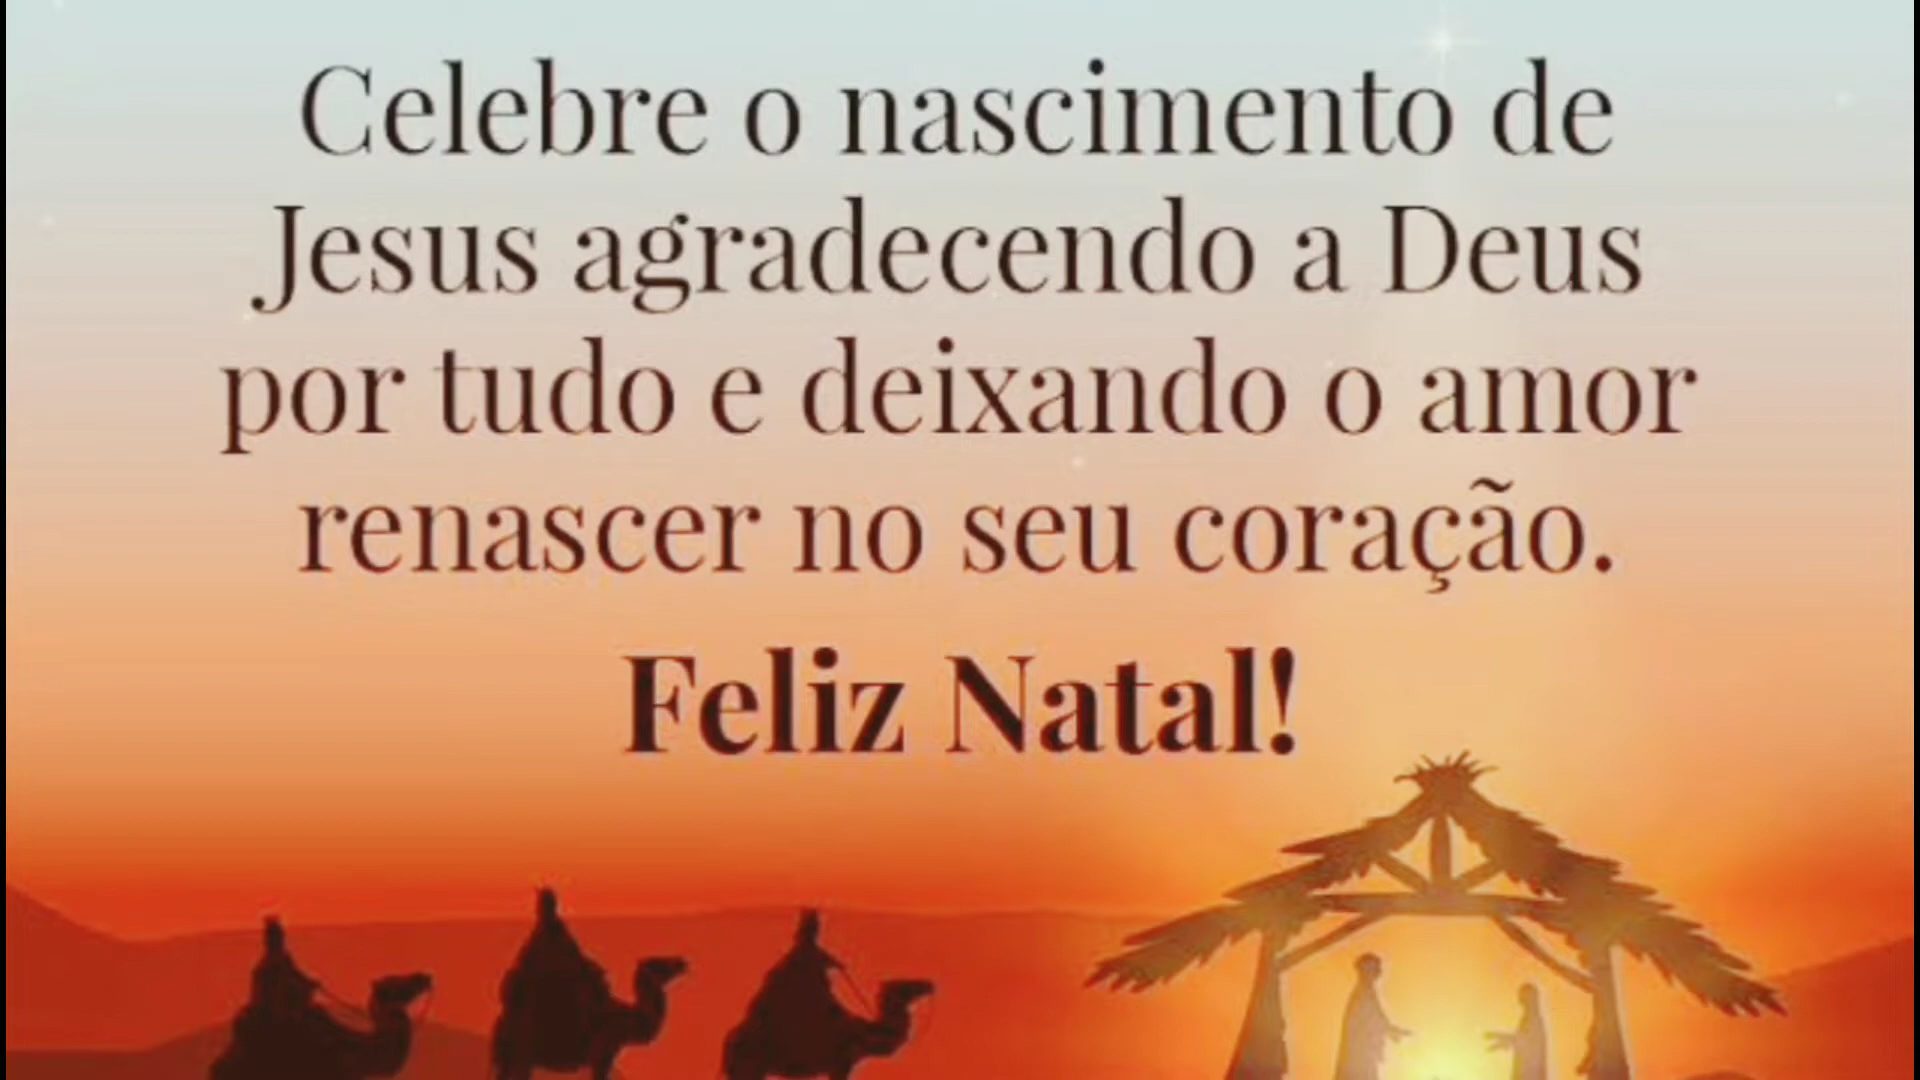 Celebre o nascimento de
Jesus agradecendo a Deus
por tudo e deixando o amor
renascer no seu coração.
Feliz Natal!